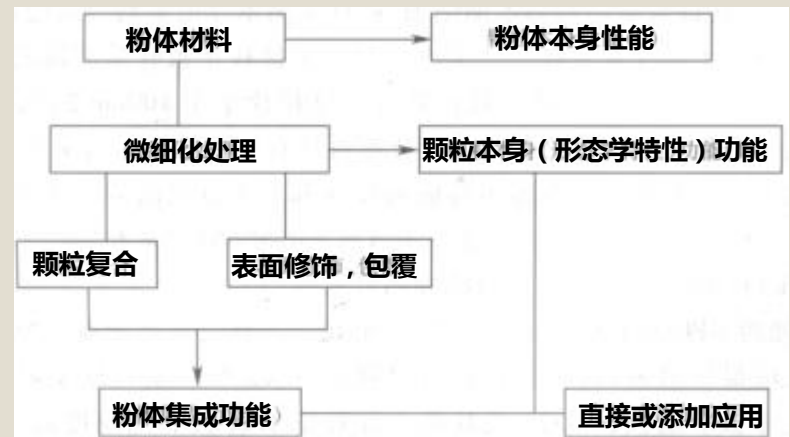 粉体材料
粉体本身性能
微细化处理
颗粒本身(形态学特性)功能
颗粒复合
表面修饰,包覆
粉体集成功能
直接或添加应用